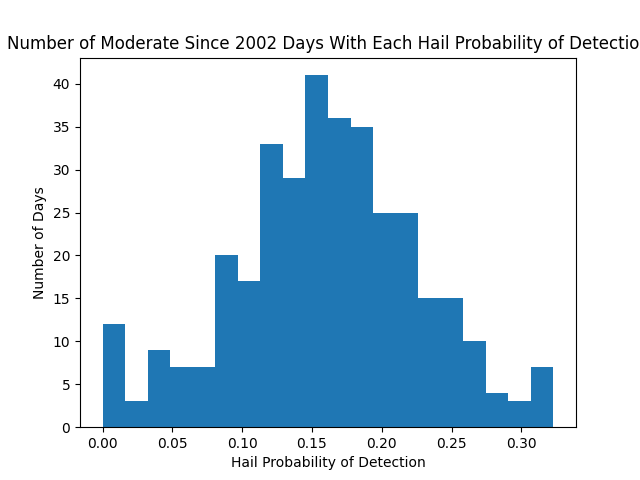 Number of Moderate Since 2002 Days With Each Hail Probability of Detectio
40
35
30
25
20
15
10
5
0
Number of Days
0.00 0.05 0.10 0.15 0.20 0.25 0.30
Hail Probability of Detection